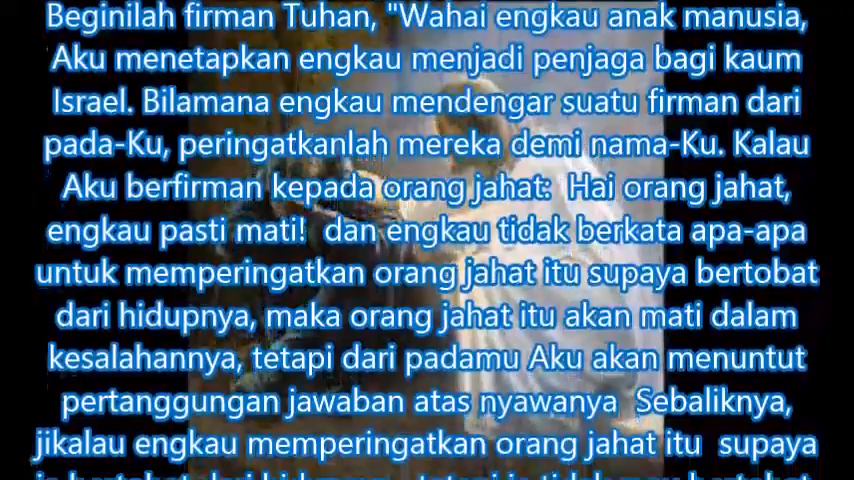 Beginilah firman Tuhan, "Wahai engkau anak manusia,
Aku menetapkan engkau menjadi penjaga bagi kaum
Israel. Bilamana engkau mendengar suatu firman dari
pada-Ku, peringatkanlah mereka demi nama-Ku. Kalau
Aku berfirman kepada orang jahat: Hai orang jahat,
engkau pasti mati! dan engkau tidak berkata apa-apa
untuk memperingatkan orang jahat itu supaya bertobat
dari hidupnya, maka orang jahat itu akan mati dalam
kesalahannya, tetapi dari padamu Aku akan menuntut
pertanggungan jawaban atas nyawanya Sebaliknya,
jikalau engkau memperingatkan orang jahat itu supaya